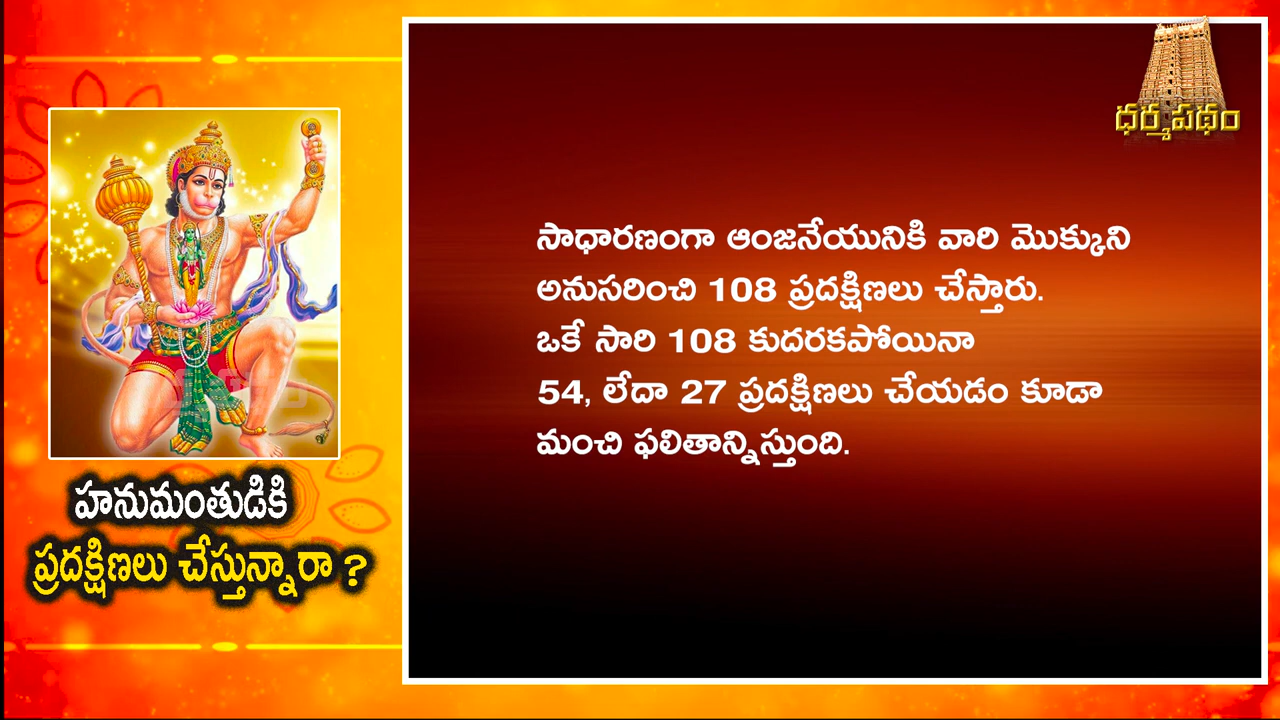 ధర్మపథం
సాధారణంగా ఆంజనేయునికి వారి మొక్కుని
అనుసరించి 108 ప్రదక్షిణలు చేస్తారు.
ఒకే సారి 108 కుదరకపోయినా
54, లేదా 27 ప్రదక్షిణలు చేయడం కూడా
మంచి ఫలితాన్నిస్తుంది.
హనుమంతుడికి
ప్రదక్షిణలు చేస్తున్నారా ?